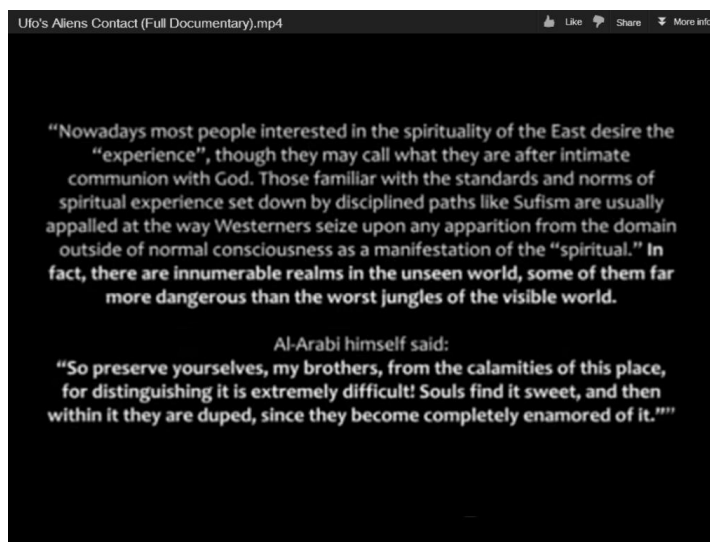 Ufo's Aliens Contact (Full Documentary).mp4
Like
Share
More info
“Nowadays most people interested in the spirituality of the East desire the
“experience”, though they may call what they are after intimate
communion with God. Those familiar with the standards and norms of
spiritual experience set down by disciplined paths like Sufism are usually
appalled at the way Westerners seize upon any apparition from the domain
outside of normal consciousness as a manifestation of the “spiritual.” In
fact, there are innumerable realms in the unseen world, some of them far
more dangerous than the worst jungles of the visible world.
Al-Arabi himself said:
“So preserve yourselves, my brothers, from the calamities of this place,
for distinguishing it is extremely difficult! Souls find it sweet, and then
within it they are duped, since they become completely enamored of it.””